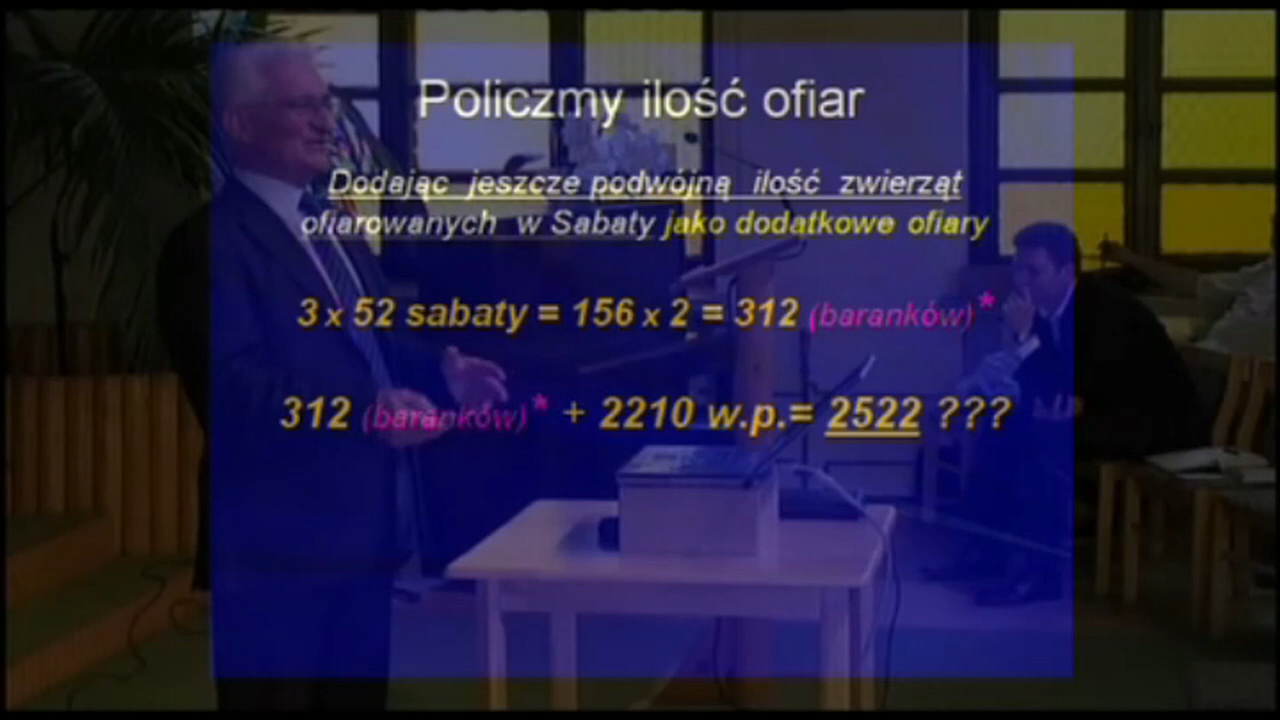 Policzmy ilość ofiar
Dodając jeszcze podwójną ilość zwierząt
ofiarowanych w Sabaty jako dodatkowe ofiary
3 x 52 sabaty = 156 x 2 = 312 (baranków)*
312 (baranków)* + 2210 w.p.= 2522 ???